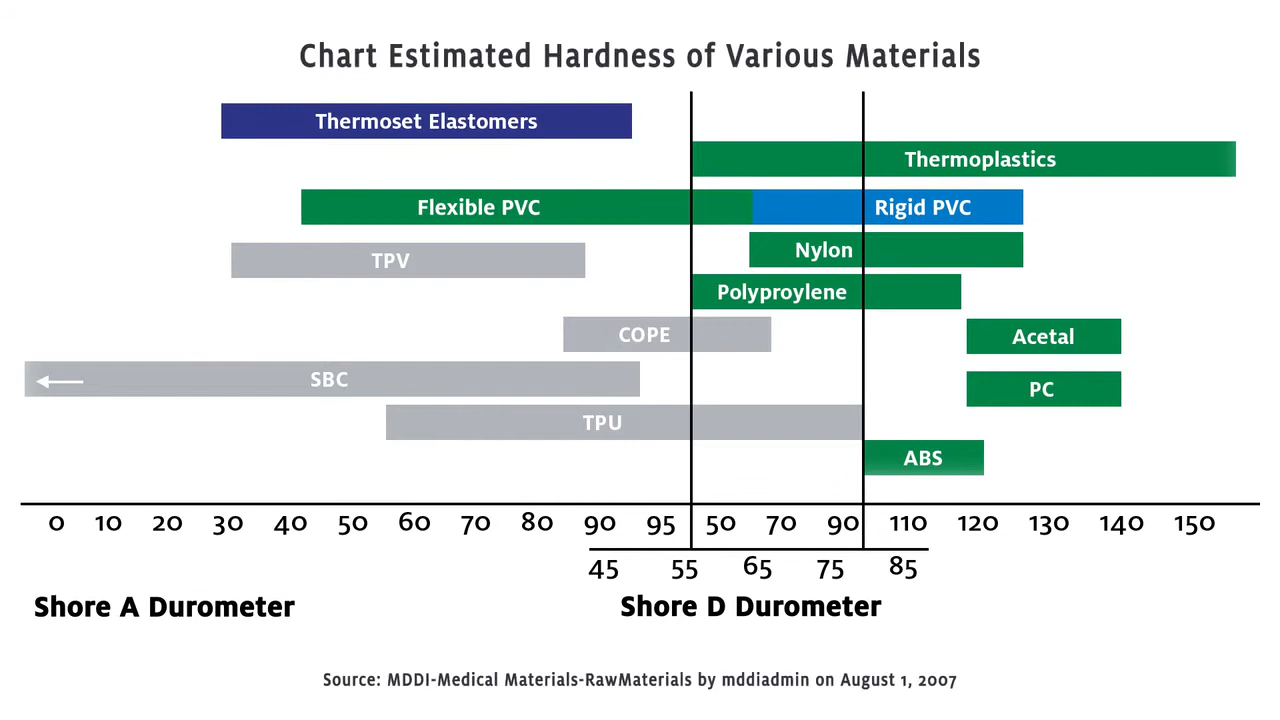 Chart Estimated Hardness of Various Materials
Thermoset Elastomers
Thermoplastics
Flexible PVC
Rigid PVC
Nylon
TPV
Polyproylene
COPE
Acetal
SBC
PC
TPU
ABS
0 10 20 30 40 50 60 70 80 90 95 50 70 90 110 120 130 140 150
45 55 65 75 85
Shore A Durometer
Shore D Durometer
Source: MDDI-Medical Materials-RawMaterials by mddiadmin on August 1, 2007